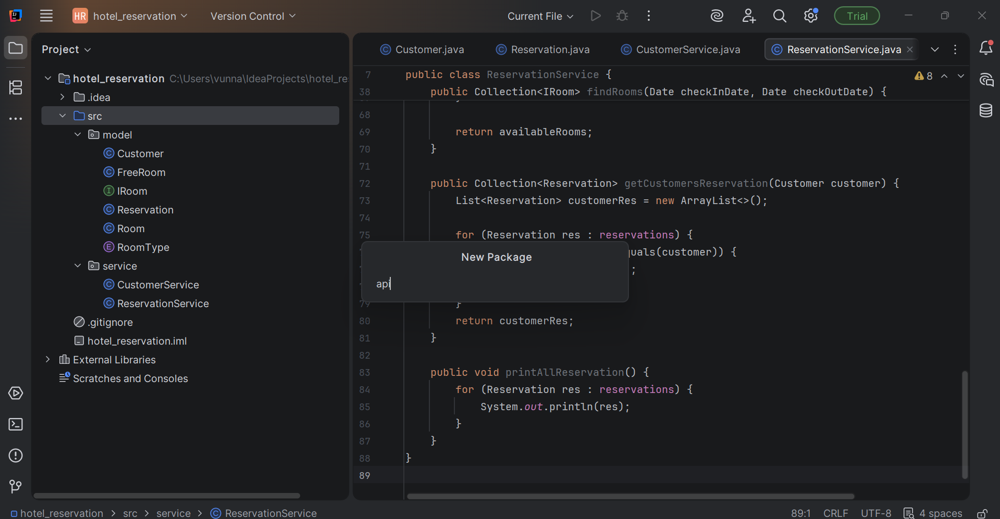 HR hotel_reservation Version Control Current File Trial
Project
Customer.java Reservation.java CustomerService.java ReservationService.java
hotel_reservation C:\Users\vunna\IdeaProjects\hotel_re
.idea
src
model
Customer
FreeRoom
IRoom
Reservation
Room
RoomType
service
CustomerService
ReservationService
.gitignore
hotel_reservation.iml
External Libraries
Scratches and Consoles
8
7 public class ReservationService {
38 public Collection<IRoom> findRooms(Date checkInDate, Date checkOutDate) {
68
69 return availableRooms;
70 }
71
72 public Collection<Reservation> getCustomersReservation(Customer customer) {
73 List<Reservation> customerRes = new ArrayList<>();
74
75 for (Reservation res : reservations) {
quals(customer)) {
;
New Package
api
79 }
80 return customerRes;
81 }
82
83 public void printAllReservation() {
84 for (Reservation res : reservations) {
85 System.out.println(res);
86 }
87 }
88 }
89
hotel_reservation > src > service > ReservationService 89:1 CRLF UTF-8 4 spaces